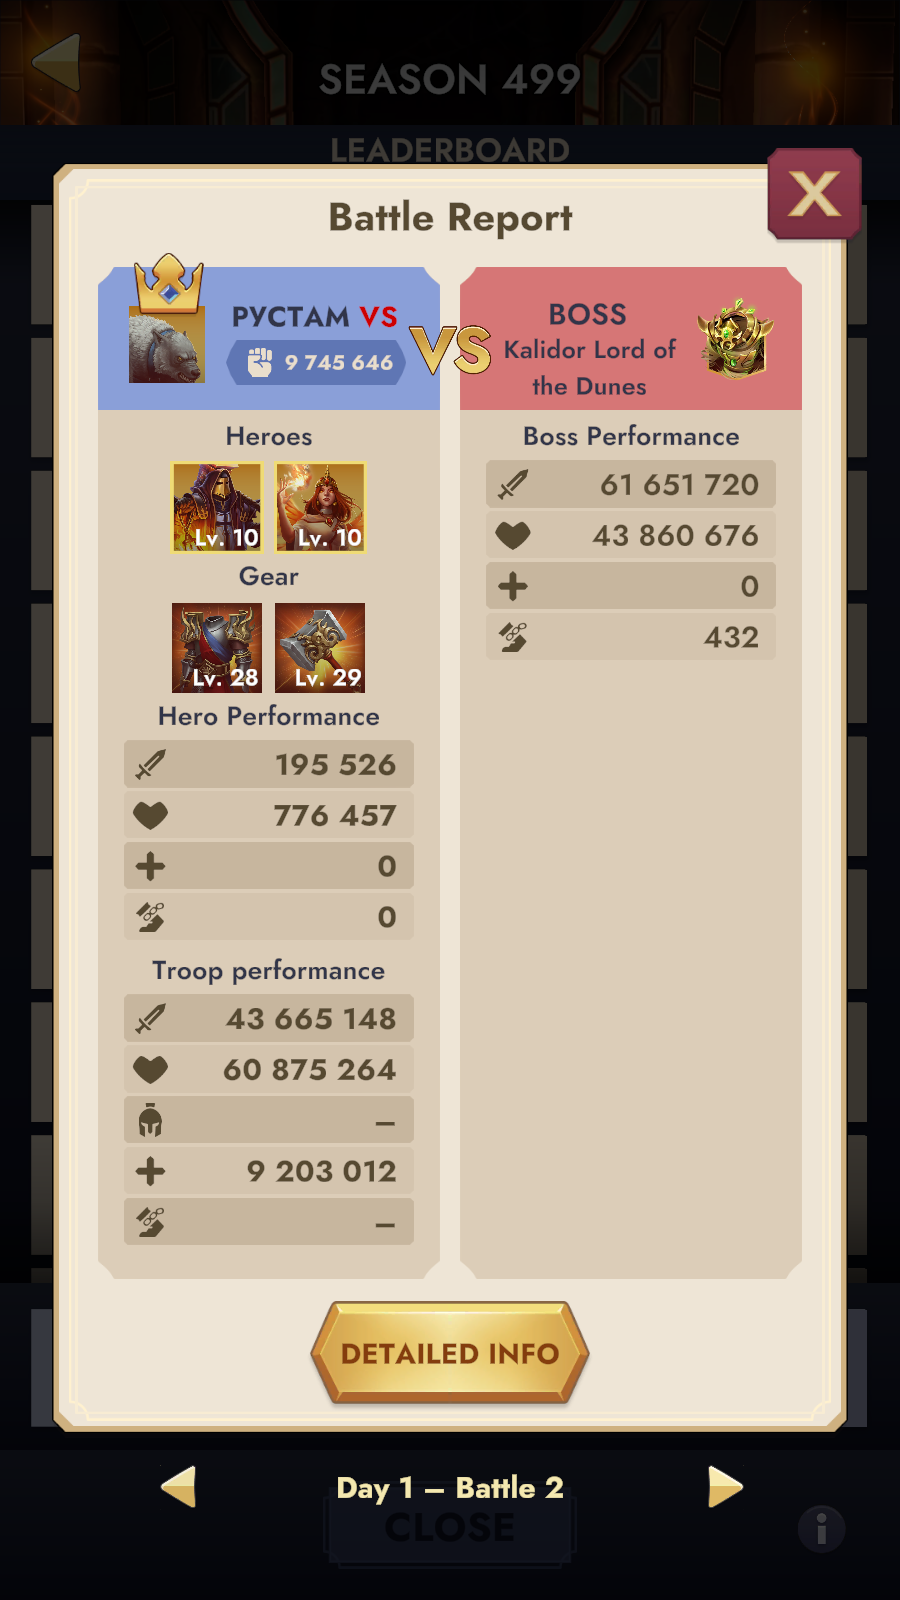 SEASON 499
LEADERBOARD
X
Battle Report
РУСТАМ VS
9 745 646
VS
BOSS
Kalidor Lord of
the Dunes
Heroes
Lv. 10
Lv. 10
Gear
Lv. 28
Lv. 29
Hero Performance
195 526
776 457
0
0
Troop performance
43 665 148
60 875 264
–
9 203 012
–
Boss Performance
61 651 720
43 860 676
0
432
DETAILED INFO
Day 1 – Battle 2
CLOSE